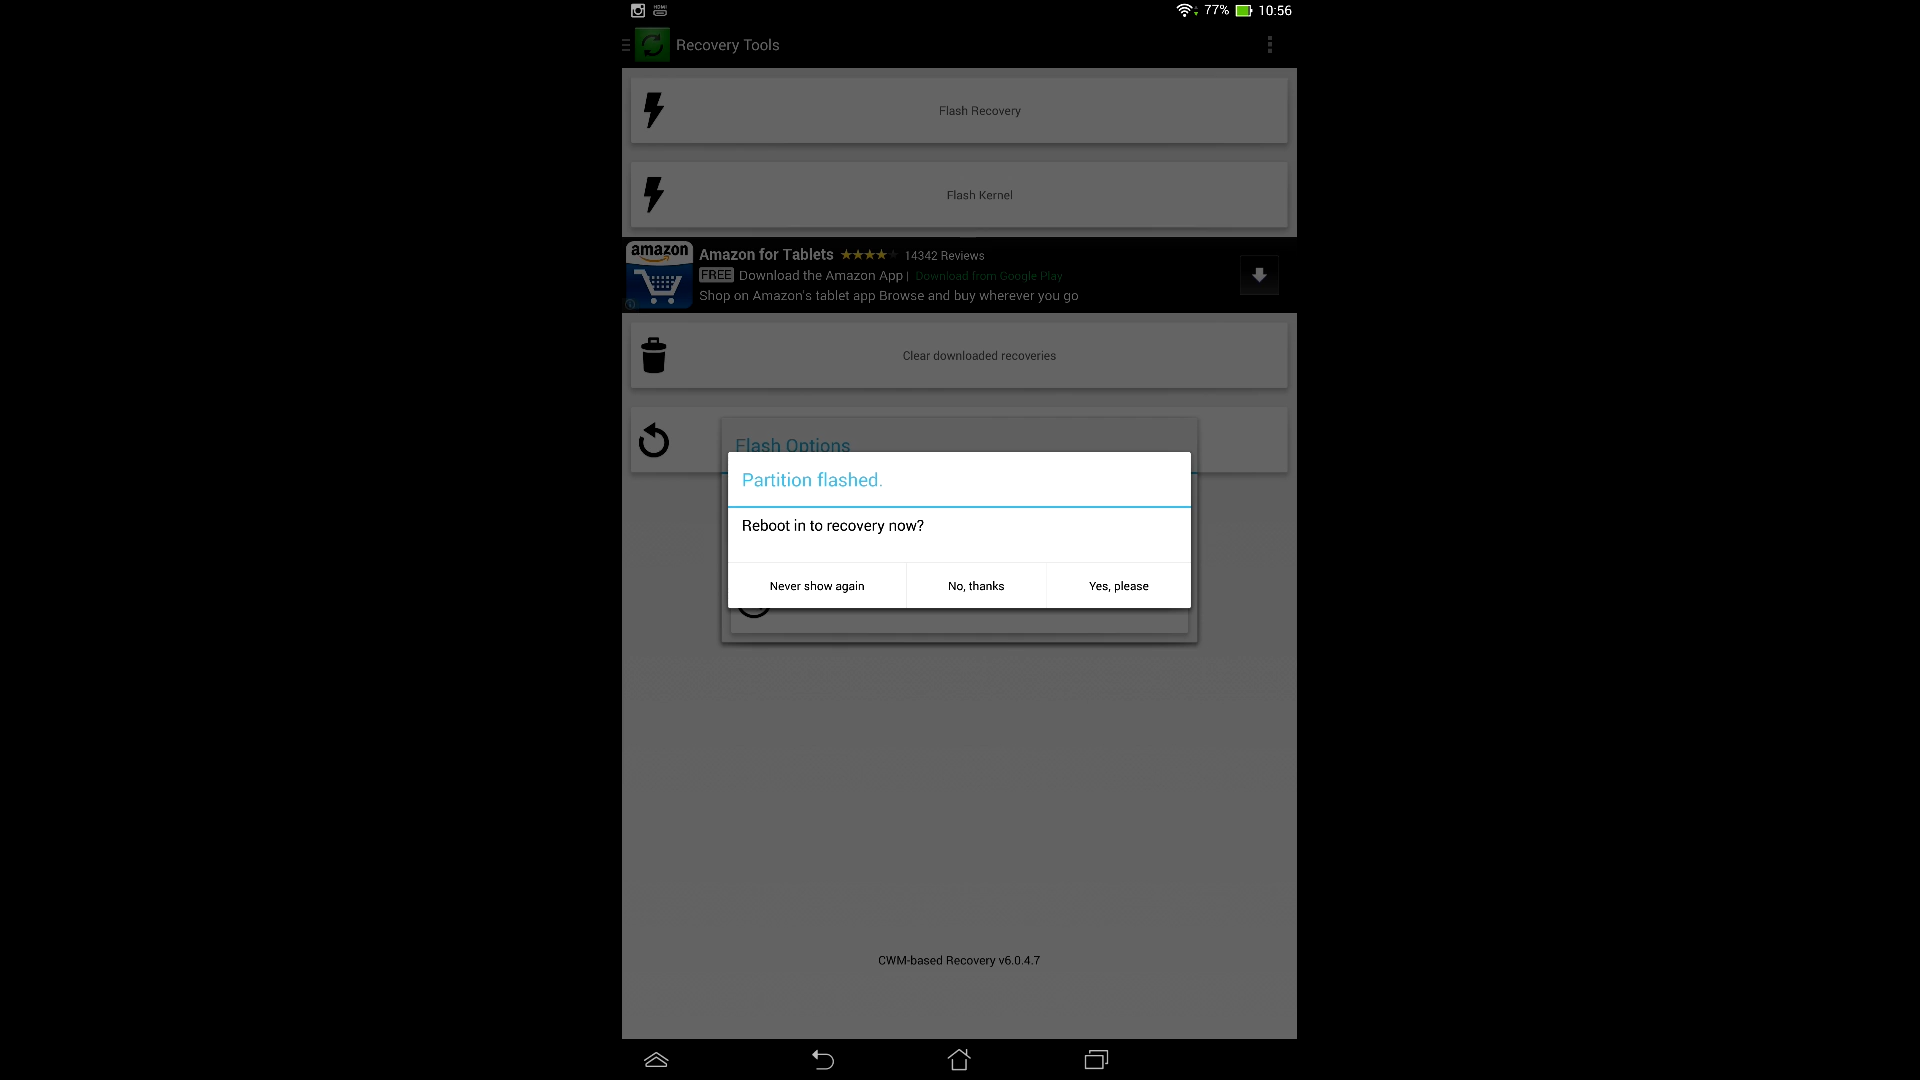 77% 10:56
Recovery Tools
Flash Recovery
Flash Kernel
amazon
Amazon for Tablets 14342 Reviews
FREE Download the Amazon App | Download from Google Play
Shop on Amazon's tablet app Browse and buy wherever you go
Clear downloaded recoveries
Flash Options
Partition flashed.
Reboot in to recovery now?
Never show again No, thanks Yes, please
CWM-based Recovery v6.0.4.7